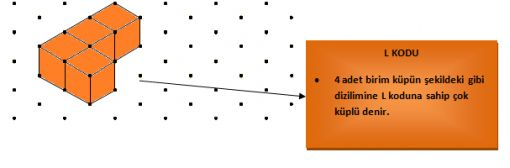 L KODU
• 4 adet birim küpün şekildeki gibi
dizilimine L koduna sahip çok
küplü denir.